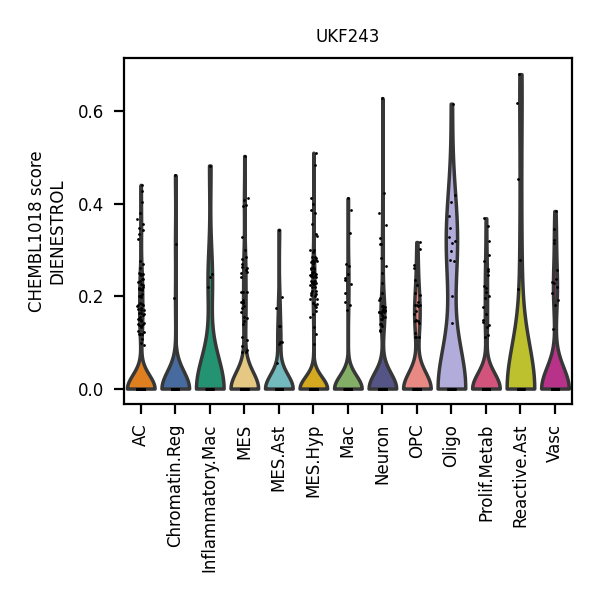 UKF243
CHEMBL1018 score
DIENESTROL
0.6
0.4
0.2
0.0
AC
Chromatin.Reg
Inflammatory.Mac
MES
MES.Ast
MES.Hyp
Mac
Neuron
OPC
Oligo
Prolif.Metab
Reactive.Ast
Vasc